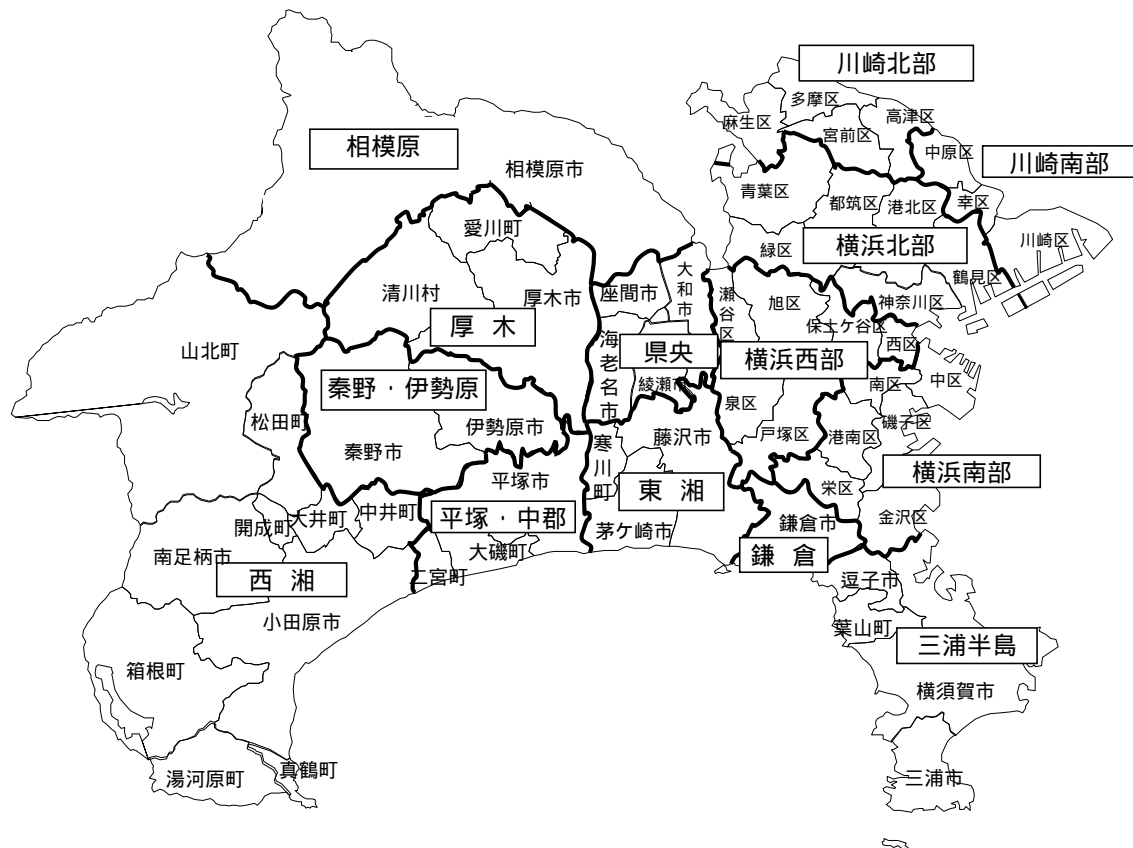 川崎北部
多摩区
高津区
麻生区
宮前区
相模原
中原区
川崎南部
相模原市
青葉区
都筑区
港北区
幸区
愛川町
川崎区
緑区
横浜北部
大和市
鶴見区
清川村
厚木市
座間市
瀬谷区
旭区
神奈川区
厚 木
保土ケ谷区
山北町
海老名市
県央
横浜西部
西区
秦野・伊勢原
綾瀬市
南区
中区
松田町
伊勢原市
泉区
磯子区
秦野市
寒川町
藤沢市
戸塚区
港南区
平塚市
東 湘
横浜南部
栄区
開成町
大井町
中井町
平塚・中郡
茅ケ崎市
鎌倉市
金沢区
南足柄市
大磯町
鎌 倉
西 湘
二宮町
逗子市
小田原市
葉山町
三浦半島
箱根町
横須賀市
湯河原町
真鶴町
三浦市